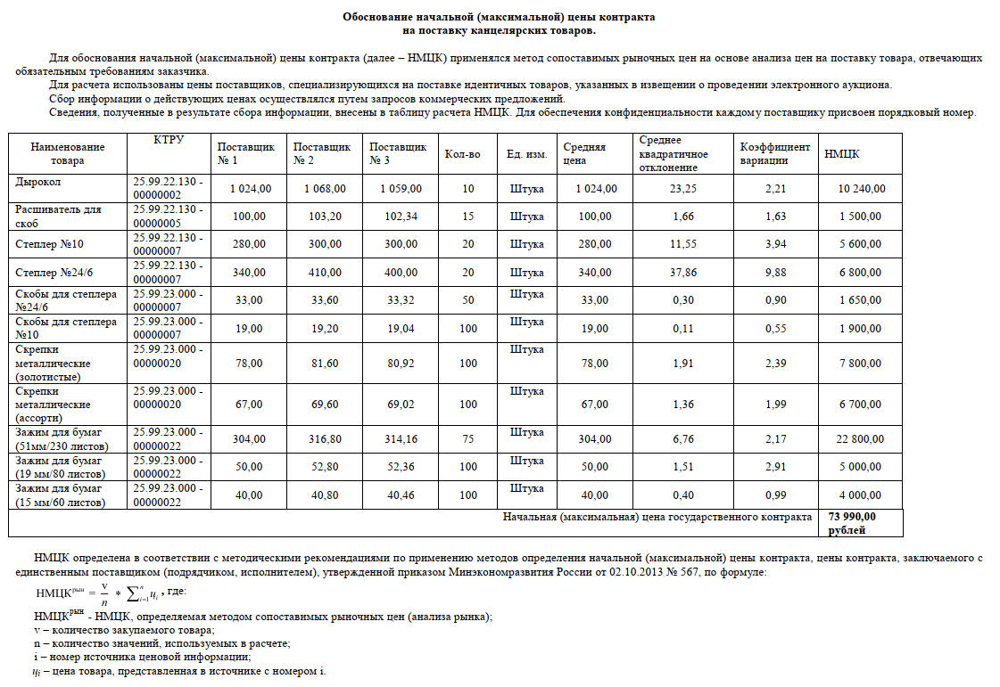 Обоснование начальной (максимальной) цены контракта
на поставку канцелярских товаров.
Для обоснования начальной (максимальной) цены контракта (далее – НМЦК) применялся метод сопоставимых рыночных цен на основе анализа цен на поставку товара, отвечающих
обязательным требованиям заказчика.
Для расчета использованы цены поставщиков, специализирующихся на поставке идентичных товаров, указанных в извещении о проведении электронного аукциона.
Сбор информации о действующих ценах осуществлялся путем запросов коммерческих предложений.
Сведения, полученные в результате сбора информации, внесены в таблицу расчета НМЦК. Для обеспечения конфиденциальности каждому поставщику присвоен порядковый номер.
Наименование товара | КТРУ | Поставщик № 1 | Поставщик № 2 | Поставщик № 3 | Кол-во | Ед. изм. | Средняя цена | Среднее квадратичное отклонение | Коэффициент вариации | НМЦК
Дырокол | 25.99.22.130 - 00000002 | 1 024,00 | 1 068,00 | 1 059,00 | 10 | Штука | 1 024,00 | 23,25 | 2,21 | 10 240,00
Расшиватель для скоб | 25.99.22.130 - 00000005 | 100,00 | 103,20 | 102,34 | 15 | Штука | 100,00 | 1,66 | 1,63 | 1 500,00
Степлер №10 | 25.99.22.130 - 00000007 | 280,00 | 300,00 | 300,00 | 20 | Штука | 280,00 | 11,55 | 3,94 | 5 600,00
Степлер №24/6 | 25.99.22.130 - 00000007 | 340,00 | 410,00 | 400,00 | 20 | Штука | 340,00 | 37,86 | 9,88 | 6 800,00
Скобы для степлера №24/6 | 25.99.23.000 - 00000007 | 33,00 | 33,60 | 33,32 | 50 | Штука | 33,00 | 0,30 | 0,90 | 1 650,00
Скобы для степлера №10 | 25.99.23.000 - 00000007 | 19,00 | 19,20 | 19,04 | 100 | Штука | 19,00 | 0,11 | 0,55 | 1 900,00
Скрепки металлические (золотистые) | 25.99.23.000 - 00000020 | 78,00 | 81,60 | 80,92 | 100 | Штука | 78,00 | 1,91 | 2,39 | 7 800,00
Скрепки металлические (ассорти) | 25.99.23.000 - 00000020 | 67,00 | 69,60 | 69,02 | 100 | Штука | 67,00 | 1,36 | 1,99 | 6 700,00
Зажим для бумаг (51мм/230 листов) | 25.99.23.000 - 00000022 | 304,00 | 316,80 | 314,16 | 75 | Штука | 304,00 | 6,76 | 2,17 | 22 800,00
Зажим для бумаг (19 мм/80 листов) | 25.99.23.000 - 00000022 | 50,00 | 52,80 | 52,36 | 100 | Штука | 50,00 | 1,51 | 2,91 | 5 000,00
Зажим для бумаг (15 мм/60 листов) | 25.99.23.000 - 00000022 | 40,00 | 40,80 | 40,46 | 100 | Штука | 40,00 | 0,40 | 0,99 | 4 000,00
Начальная (максимальная) цена государственного контракта | 73 990,00 рублей
НМЦК определена в соответствии с методическими рекомендациями по применению методов определения начальной (максимальной) цены контракта, цены контракта, заключаемого с
единственным поставщиком (подрядчиком, исполнителем), утвержденной приказом Минэкономразвития России от 02.10.2013 № 567, по формуле:
НМЦКрын = v/n * ∑ni=1 цi , где:
НМЦКрын - НМЦК, определяемая методом сопоставимых рыночных цен (анализа рынка);
v – количество закупаемого товара;
n – количество значений, используемых в расчете;
i – номер источника ценовой информации;
цi – цена товара, представленная в источнике с номером i.